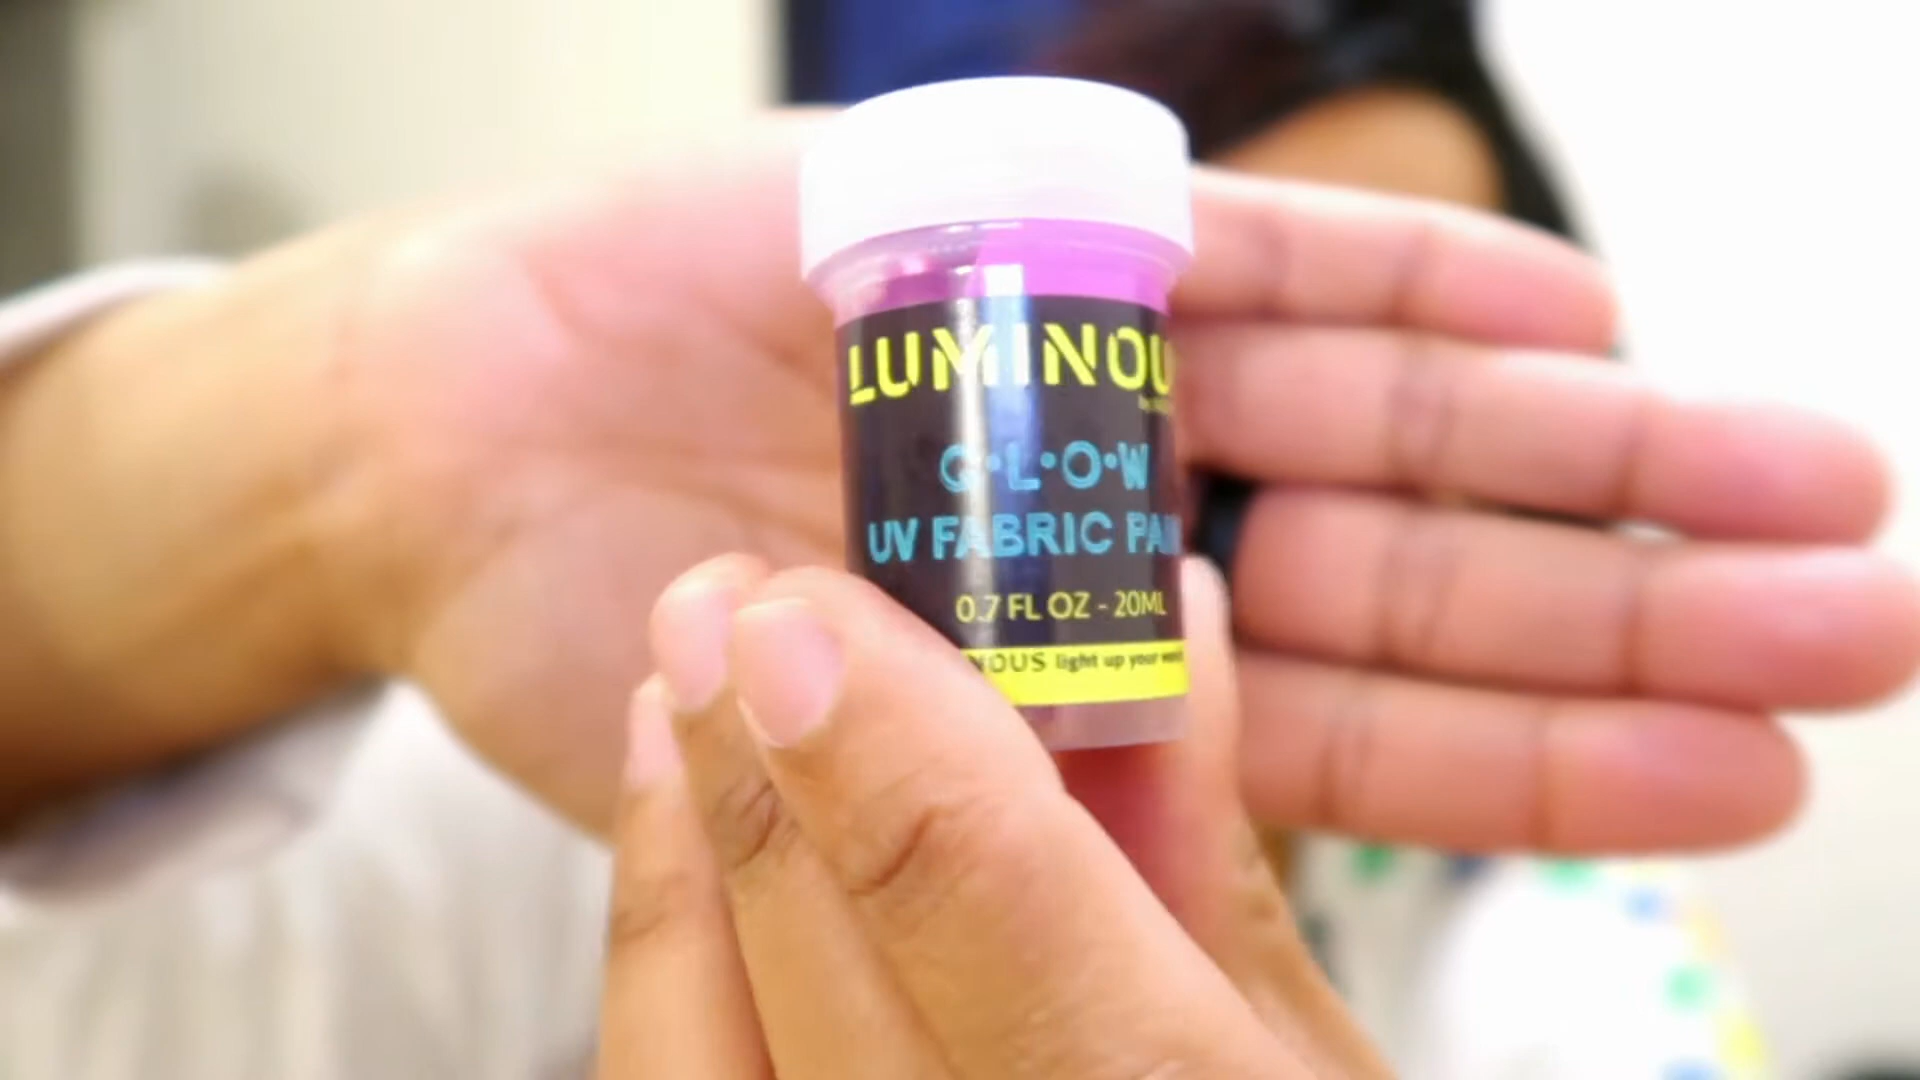 LUMINOU
G·L·O·W
UV FABRIC PAI
0.7 FL OZ - 20ML
NOUS light up your